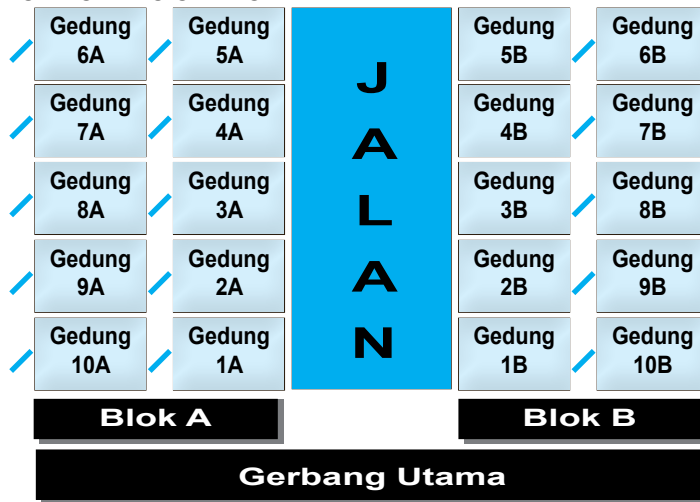 Gedung
6A
Gedung
5A
Gedung
5B
Gedung
6B
Gedung
7A
Gedung
4A
Gedung
4B
Gedung
7B
Gedung
8A
Gedung
3A
Gedung
3B
Gedung
8B
Gedung
9A
Gedung
2A
Gedung
2B
Gedung
9B
Gedung
10A
Gedung
1A
Gedung
1B
Gedung
10B
J
A
L
A
N
Blok A
Blok B
Gerbang Utama